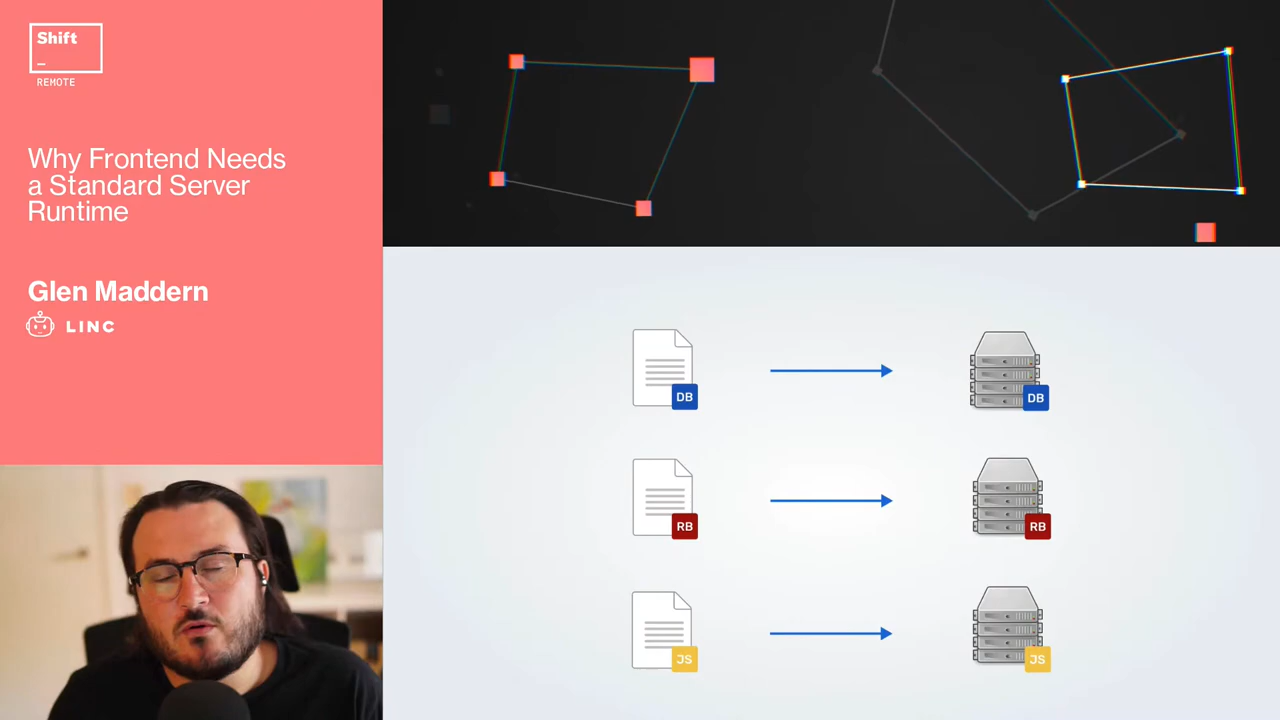 Shift
_
REMOTE
Why Frontend Needs
a Standard Server
Runtime
Glen Maddern
LINC
DB
DB
RB
RB
JS
JS